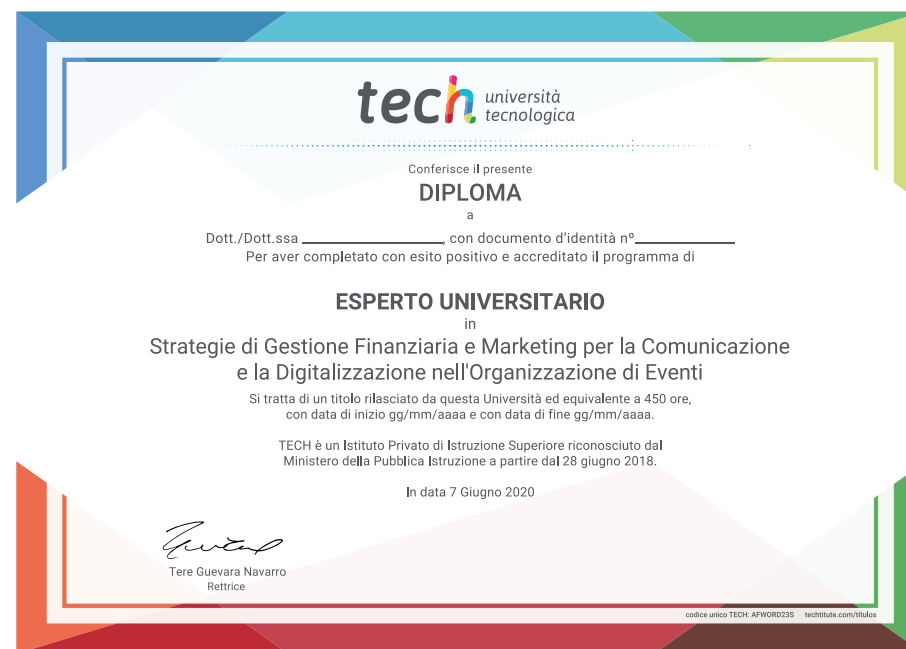 tech università
tecnologica
Conferisce il presente
DIPLOMA
a
Dott./Dott.ssa ____________________, con documento d'identità nº______________
Per aver completato con esito positivo e accreditato il programma di
ESPERTO UNIVERSITARIO
in
Strategie di Gestione Finanziaria e Marketing per la Comunicazione
e la Digitalizzazione nell'Organizzazione di Eventi
Si tratta di un titolo rilasciato da questa Università ed equivalente a 450 ore,
con data di inizio gg/mm/aaaa e con data di fine gg/mm/aaaa.
TECH è un Istituto Privato di Istruzione Superiore riconosciuto dal
Ministero della Pubblica Istruzione a partire dal 28 giugno 2018.
In data 7 Giugno 2020
Tere Guevara Navarro
Rettrice
codice unico TECH: AFWORD23S techtitute.com/titulos